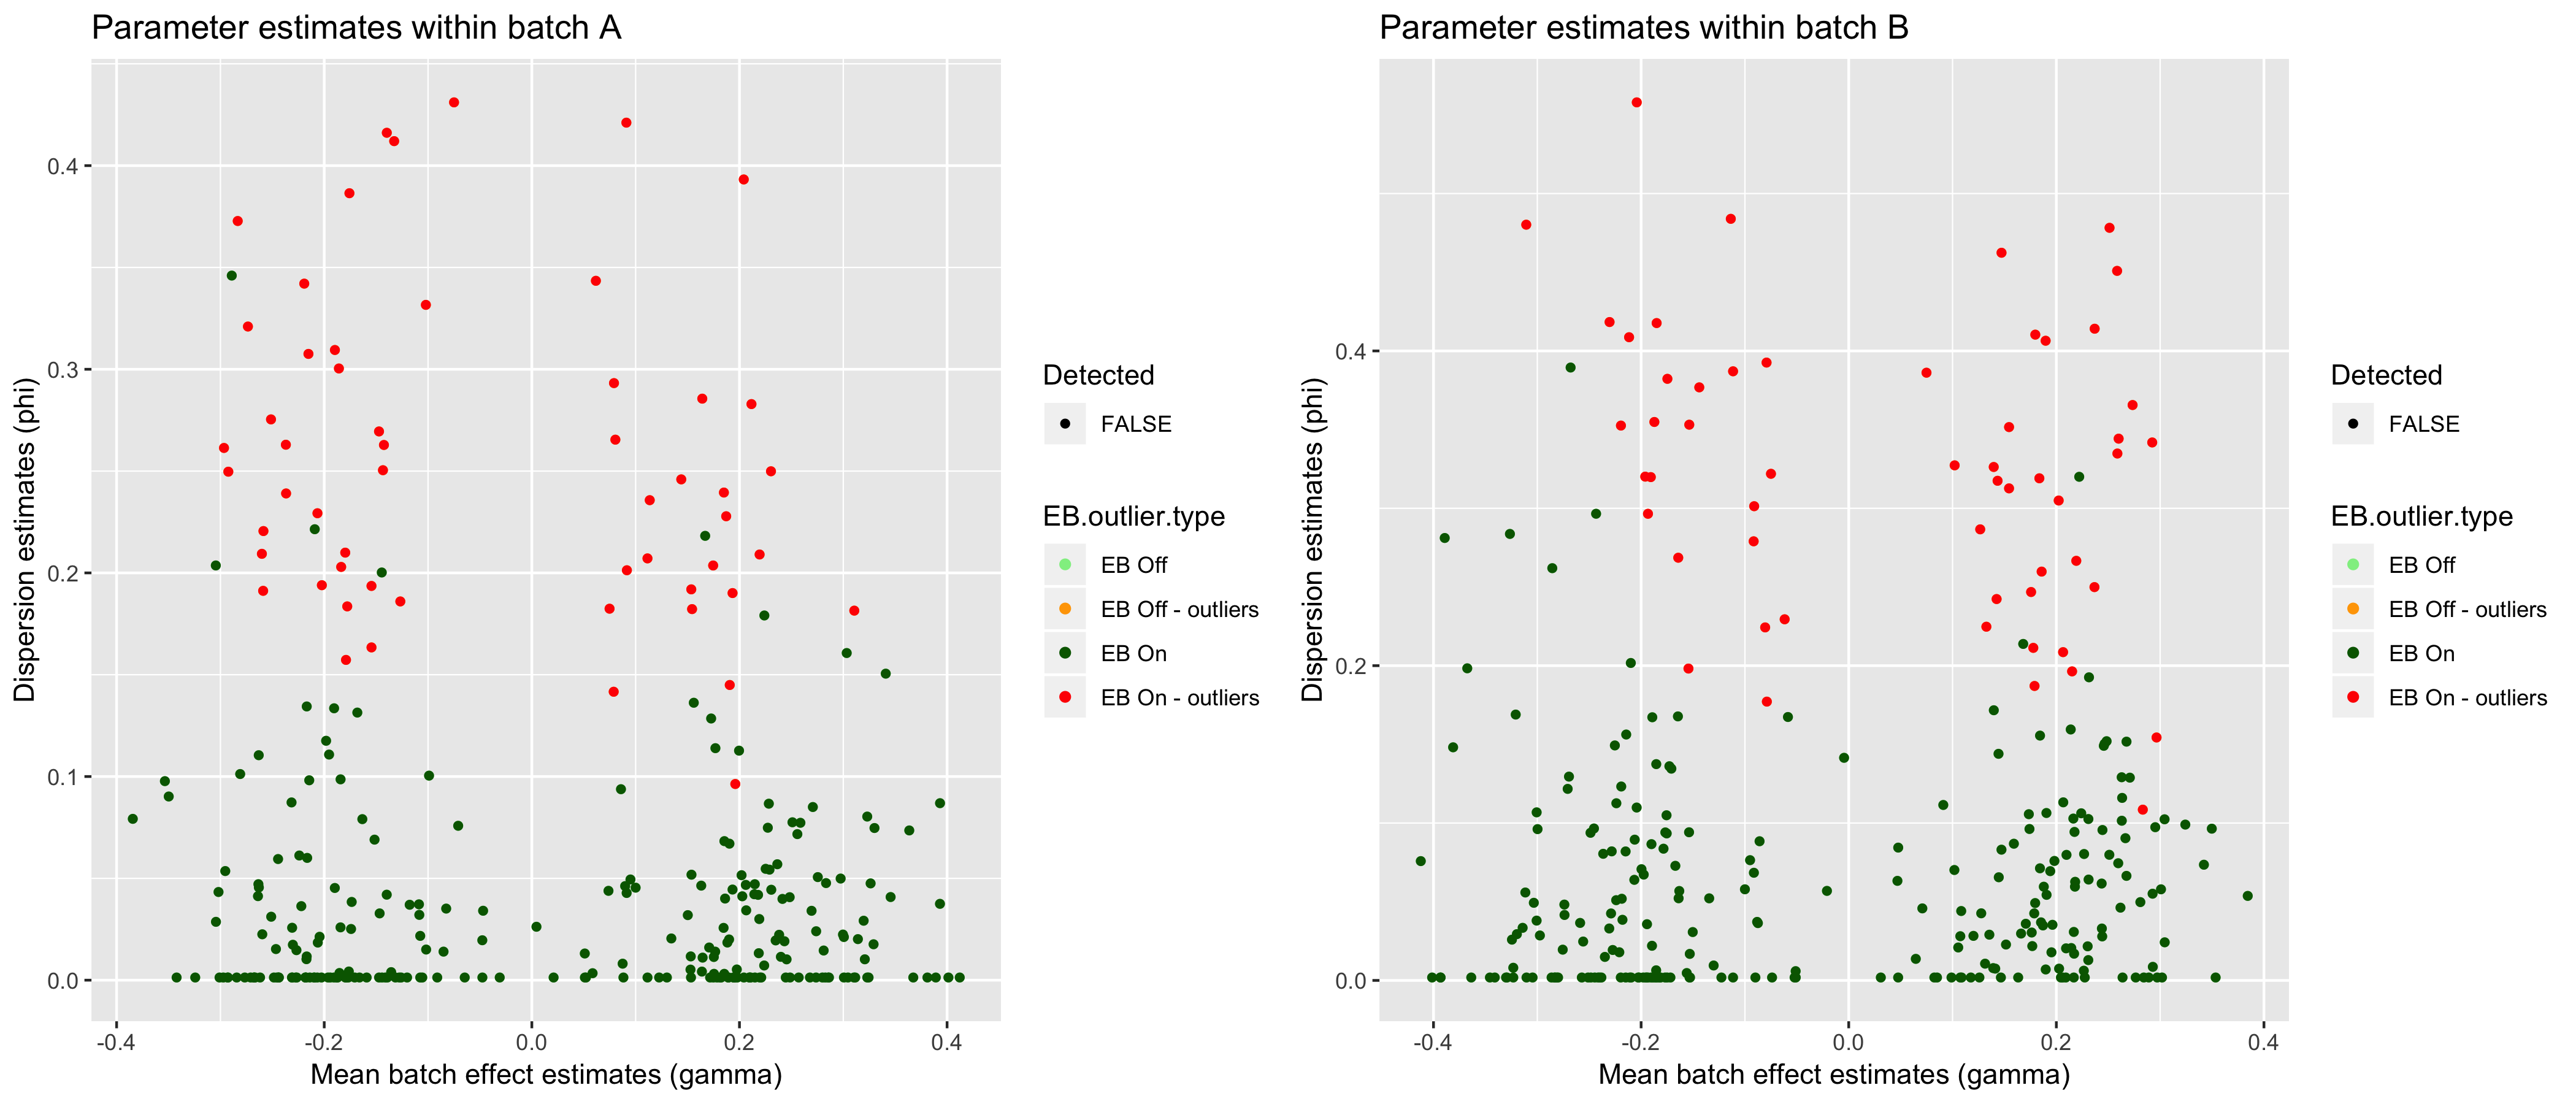 Parameter estimates within batch A
Dispersion estimates (phi)
0.4
0.3
0.2
0.1
0.0
-0.4
-0.2
0.0
0.2
0.4
Mean batch effect estimates (gamma)
Detected
FALSE
EB.outlier.type
EB Off
EB Off - outliers
EB On
EB On - outliers
Parameter estimates within batch B
Dispersion estimates (phi)
0.4
0.2
0.0
-0.4
-0.2
0.0
0.2
0.4
Mean batch effect estimates (gamma)
Detected
FALSE
EB.outlier.type
EB Off
EB Off - outliers
EB On
EB On - outliers